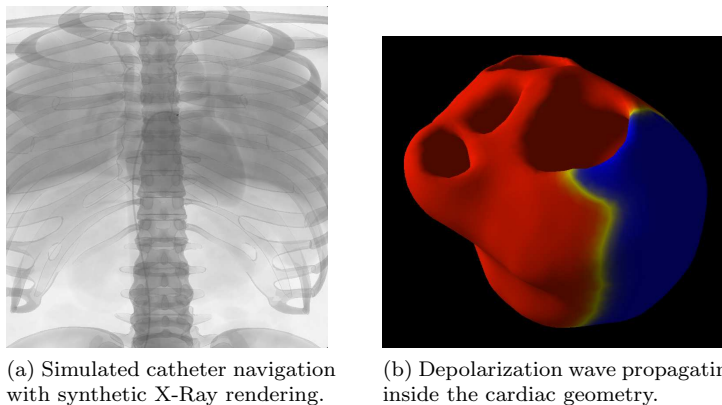 (a) Simulated catheter navigation
with synthetic X-Ray rendering.
(b) Depolarization wave propagatin
inside the cardiac geometry.